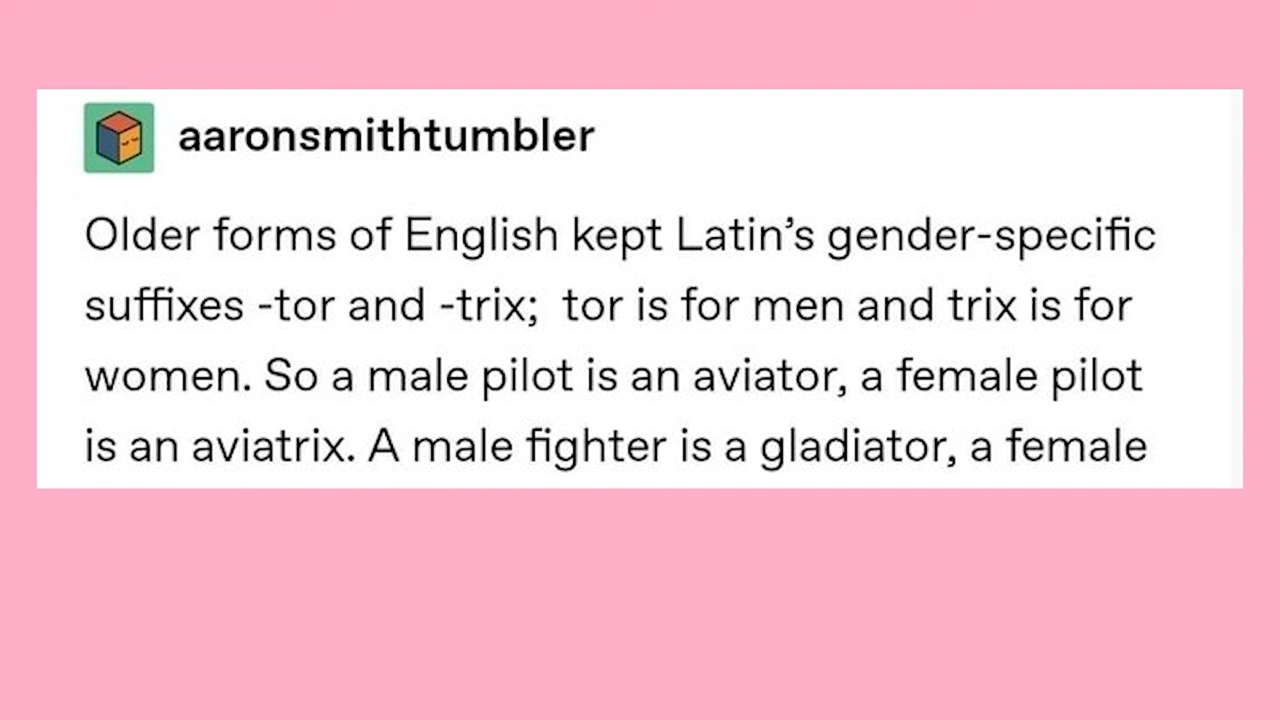 aaronsmithtumbler
Older forms of English kept Latin’s gender-specific
suffixes -tor and -trix;  tor is for men and trix is for
women. So a male pilot is an aviator, a female pilot
is an aviatrix. A male fighter is a gladiator, a female